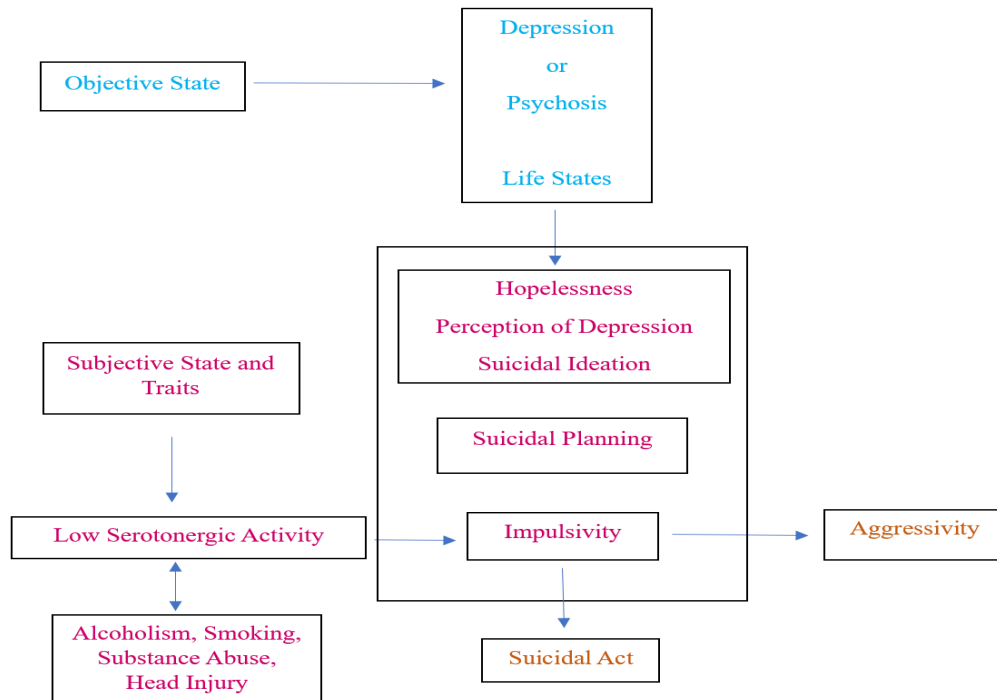 Objective State
Depression
or
Psychosis
Life States
Hopelessness
Perception of Depression
Suicidal Ideation
Subjective State and
Traits
Suicidal Planning
Low Serotonergic Activity
Impulsivity
Aggressivity
Alcoholism, Smoking,
Substance Abuse,
Head Injury
Suicidal Act